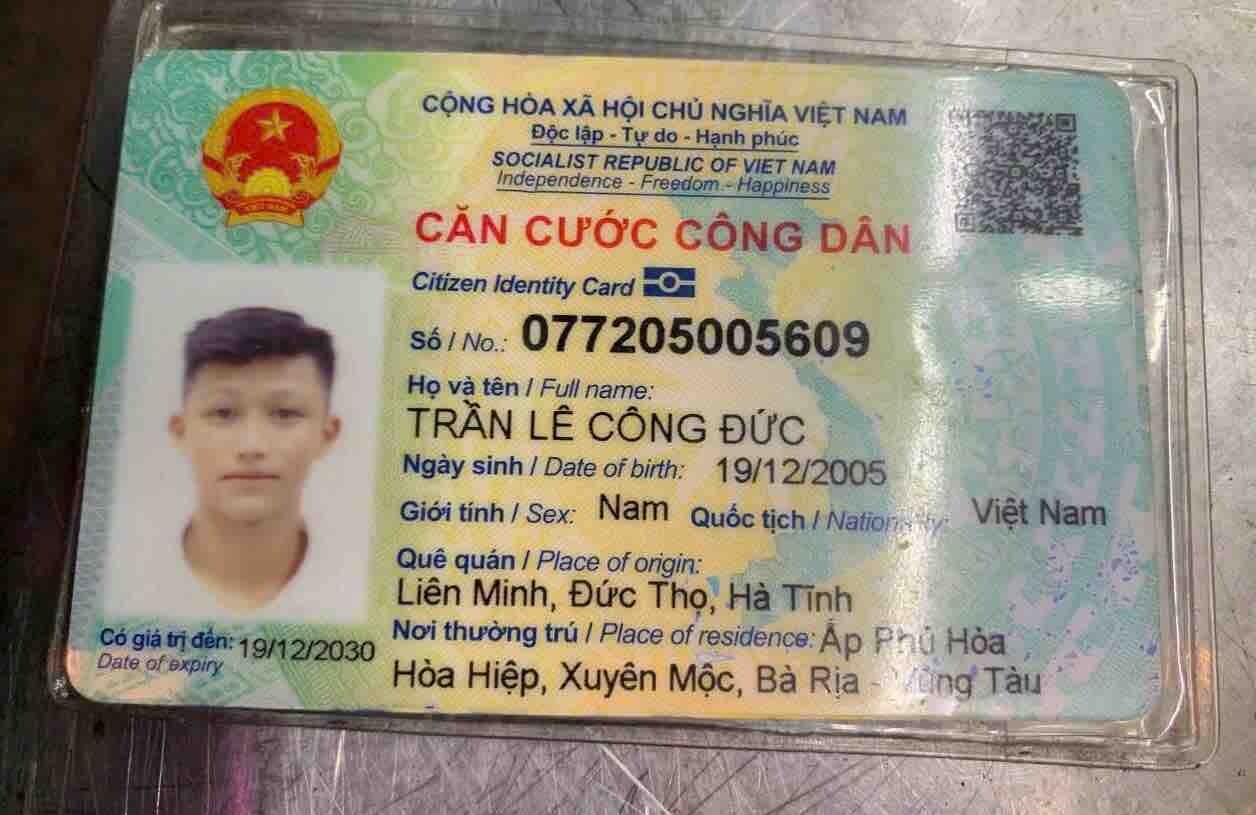 CỘNG HÒA XÃ HỘI CHỦ NGHĨA VIỆT NAM
Độc lập - Tự do - Hạnh phúc
SOCIALIST REPUBLIC OF VIET NAM
Independence - Freedom - Happiness
CĂN CƯỚC CÔNG DÂN
Citizen Identity Card
Số / No.: 077205005609
Họ và tên / Full name:
TRẦN LÊ CÔNG ĐỨC
Ngày sinh / Date of birth: 19/12/2005
Giới tính / Sex: Nam Quốc tịch / Nationality: Việt Nam
Quê quán / Place of origin:
Liên Minh, Đức Thọ, Hà Tĩnh
Nơi thường trú / Place of residence: Ấp Phú Hòa
Hòa Hiệp, Xuyên Mộc, Bà Rịa - Vũng Tàu
Có giá trị đến: 19/12/2030
Date of expiry